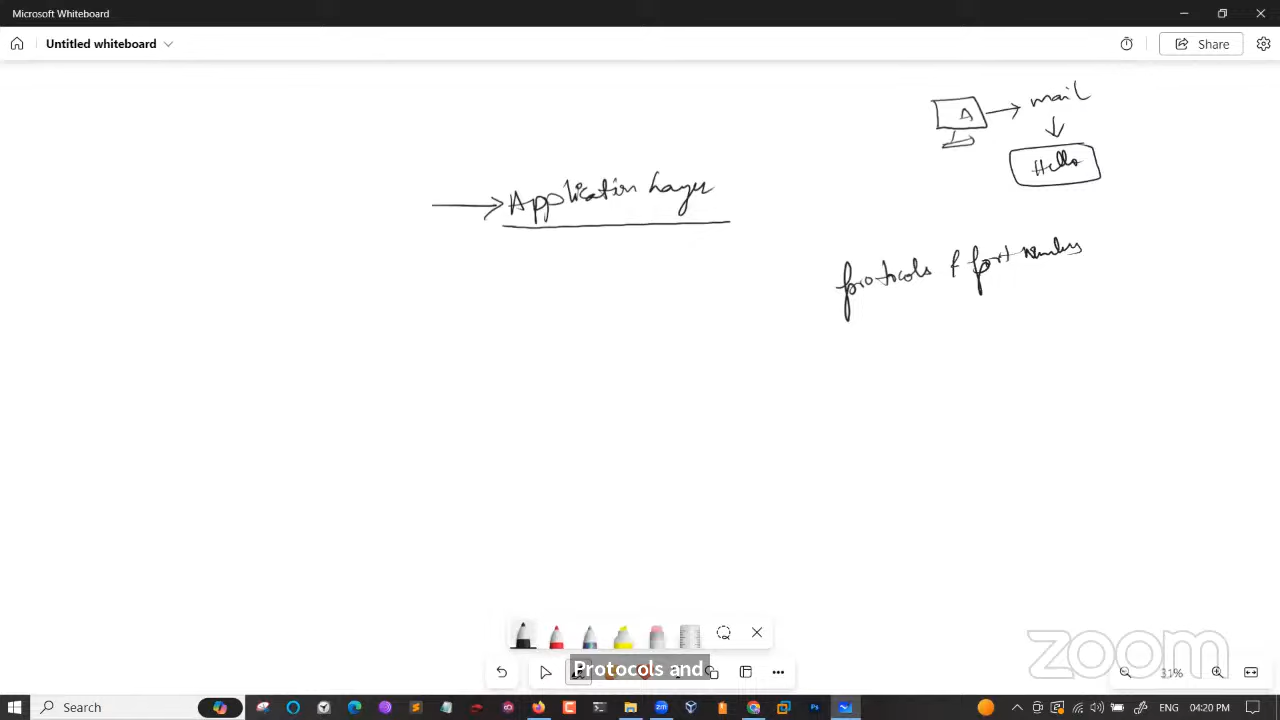 Microsoft Whiteboard
Untitled whiteboard
Share
A
mail
Hello
Application Layer
protocols & port numbers
Protocols and
zoom
31%
Search
ENG
04:20 PM